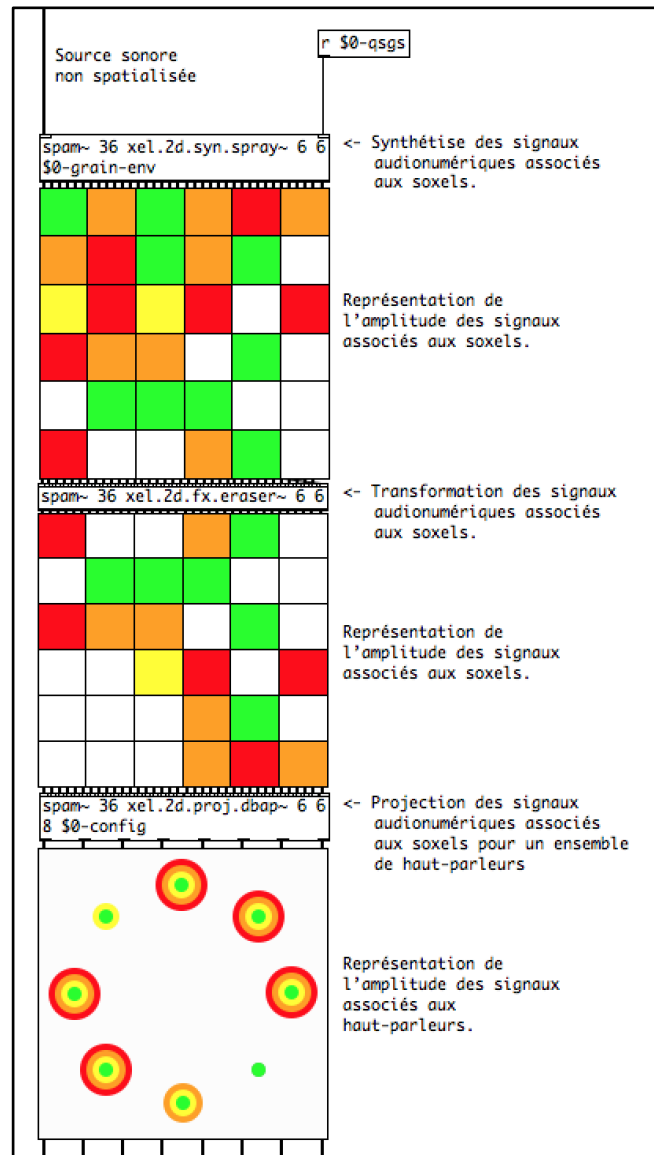 Source sonore
non spatialisée
r $0-qsgs
spam~ 36 xel.2d.syn.spray~ 6 6
$0-grain-env
<- Synthétise des signaux
audionumériques associés
aux soxels.
Représentation de
l'amplitude des signaux
associés aux soxels.
spam~ 36 xel.2d.fx.eraser~ 6 6
<- Transformation des signaux
audionumériques associés
aux soxels.
Représentation de
l'amplitude des signaux
associés aux soxels.
spam~ 36 xel.2d.proj.dbap~ 6 6
8 $0-config
<- Projection des signaux
audionumériques associés
aux soxels pour un ensemble
de haut-parleurs
Représentation de
l'amplitude des signaux
associés aux
haut-parleurs.